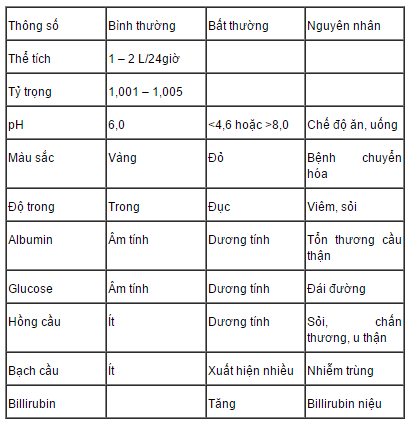 Thông số Bình thường Bất thường Nguyên nhân
Thể tích 1 – 2 L/24giờ
Tỷ trọng 1,001 – 1,005
pH 6,0 <4,6 hoặc >8,0 Chế độ ăn, uống
Màu sắc Vàng Đỏ Bệnh chuyển
hóa
Độ trong Trong Đục Viêm, sỏi
Albumin Âm tính Dương tính Tổn thương cầu
thận
Glucose Âm tính Dương tính Đái đường
Hồng cầu Ít Dương tính Sỏi, chấn
thương, u thận
Bạch cầu Ít Xuất hiện nhiều Nhiễm trùng
Billirubin Tăng Billirubin niệu